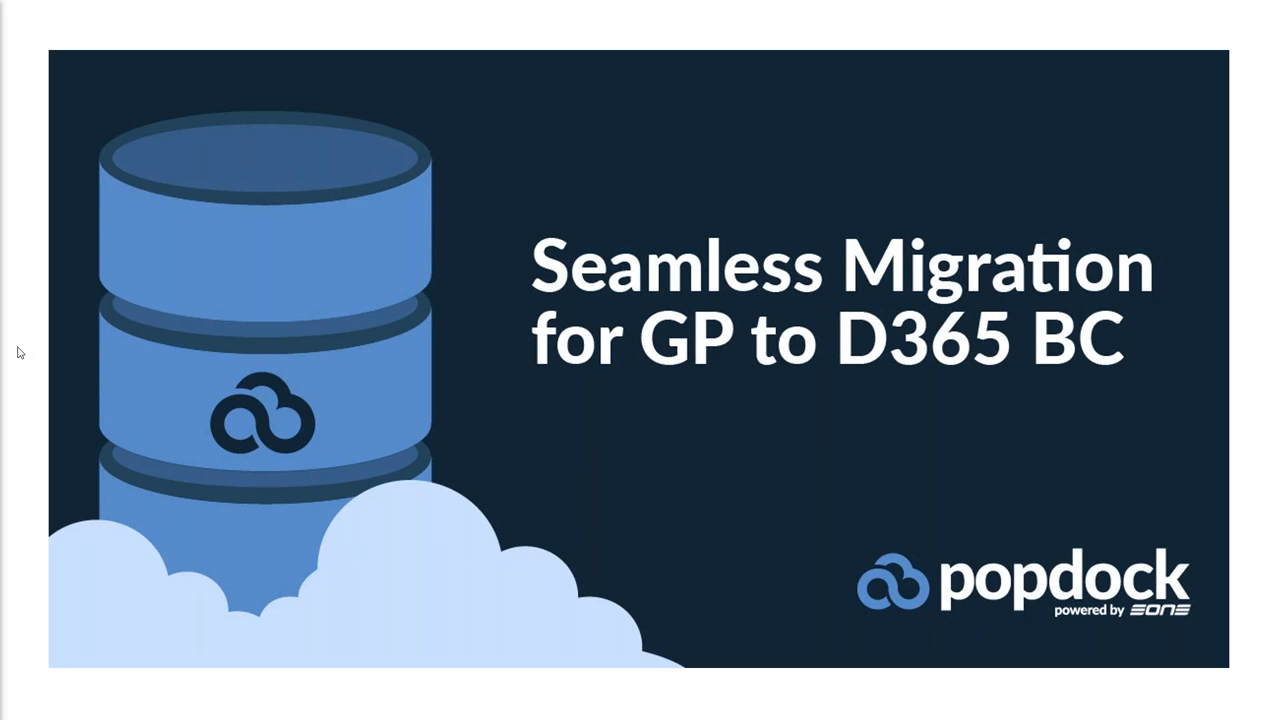 Seamless Migration
for GP to D365 BC
popdock
powered by eone